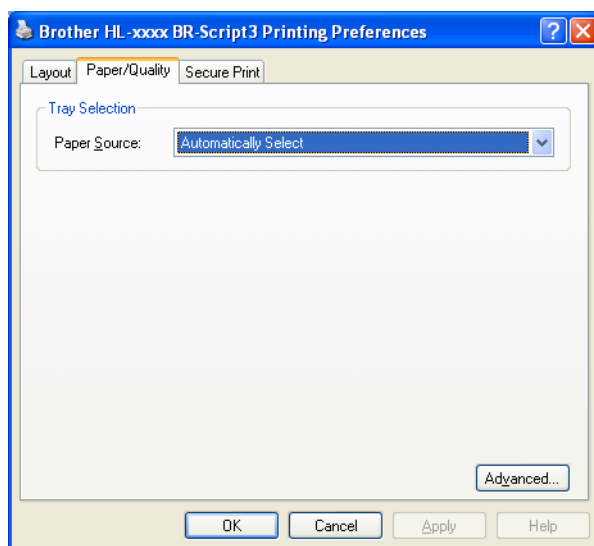 Brother HL-xxxx BR-Script3 Printing Preferences ?
Layout Paper/Quality Secure Print
Tray Selection
Paper Source: Automatically Select
Advanced...
OK Cancel Apply Help